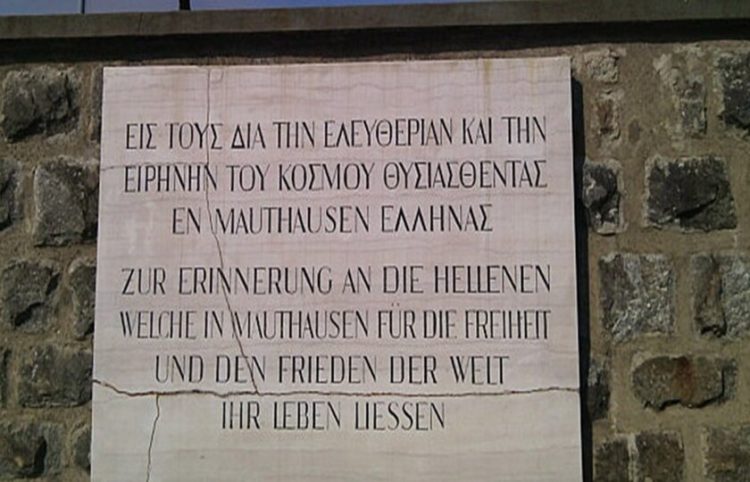 ΕΙΣ ΤΟΥΣ ΔΙΑ ΤΗΝ ΕΛΕΥΘΕΡΙΑΝ ΚΑΙ ΤΗΝ
ΕΙΡΗΝΗΝ ΤΟΥ ΚΟΣΜΟΥ ΘΥΣΙΑΣΘΕΝΤΑΣ
ΕΝ MAUTHAUSEN ΕΛΛΗΝΑΣ
ZUR ERINNERUNG AN DIE HELLENEN
WELCHE IN MAUTHAUSEN FÜR DIE FREIHEIT
UND DEN FRIEDEN DER WELT
IHR LEBEN LIESSEN